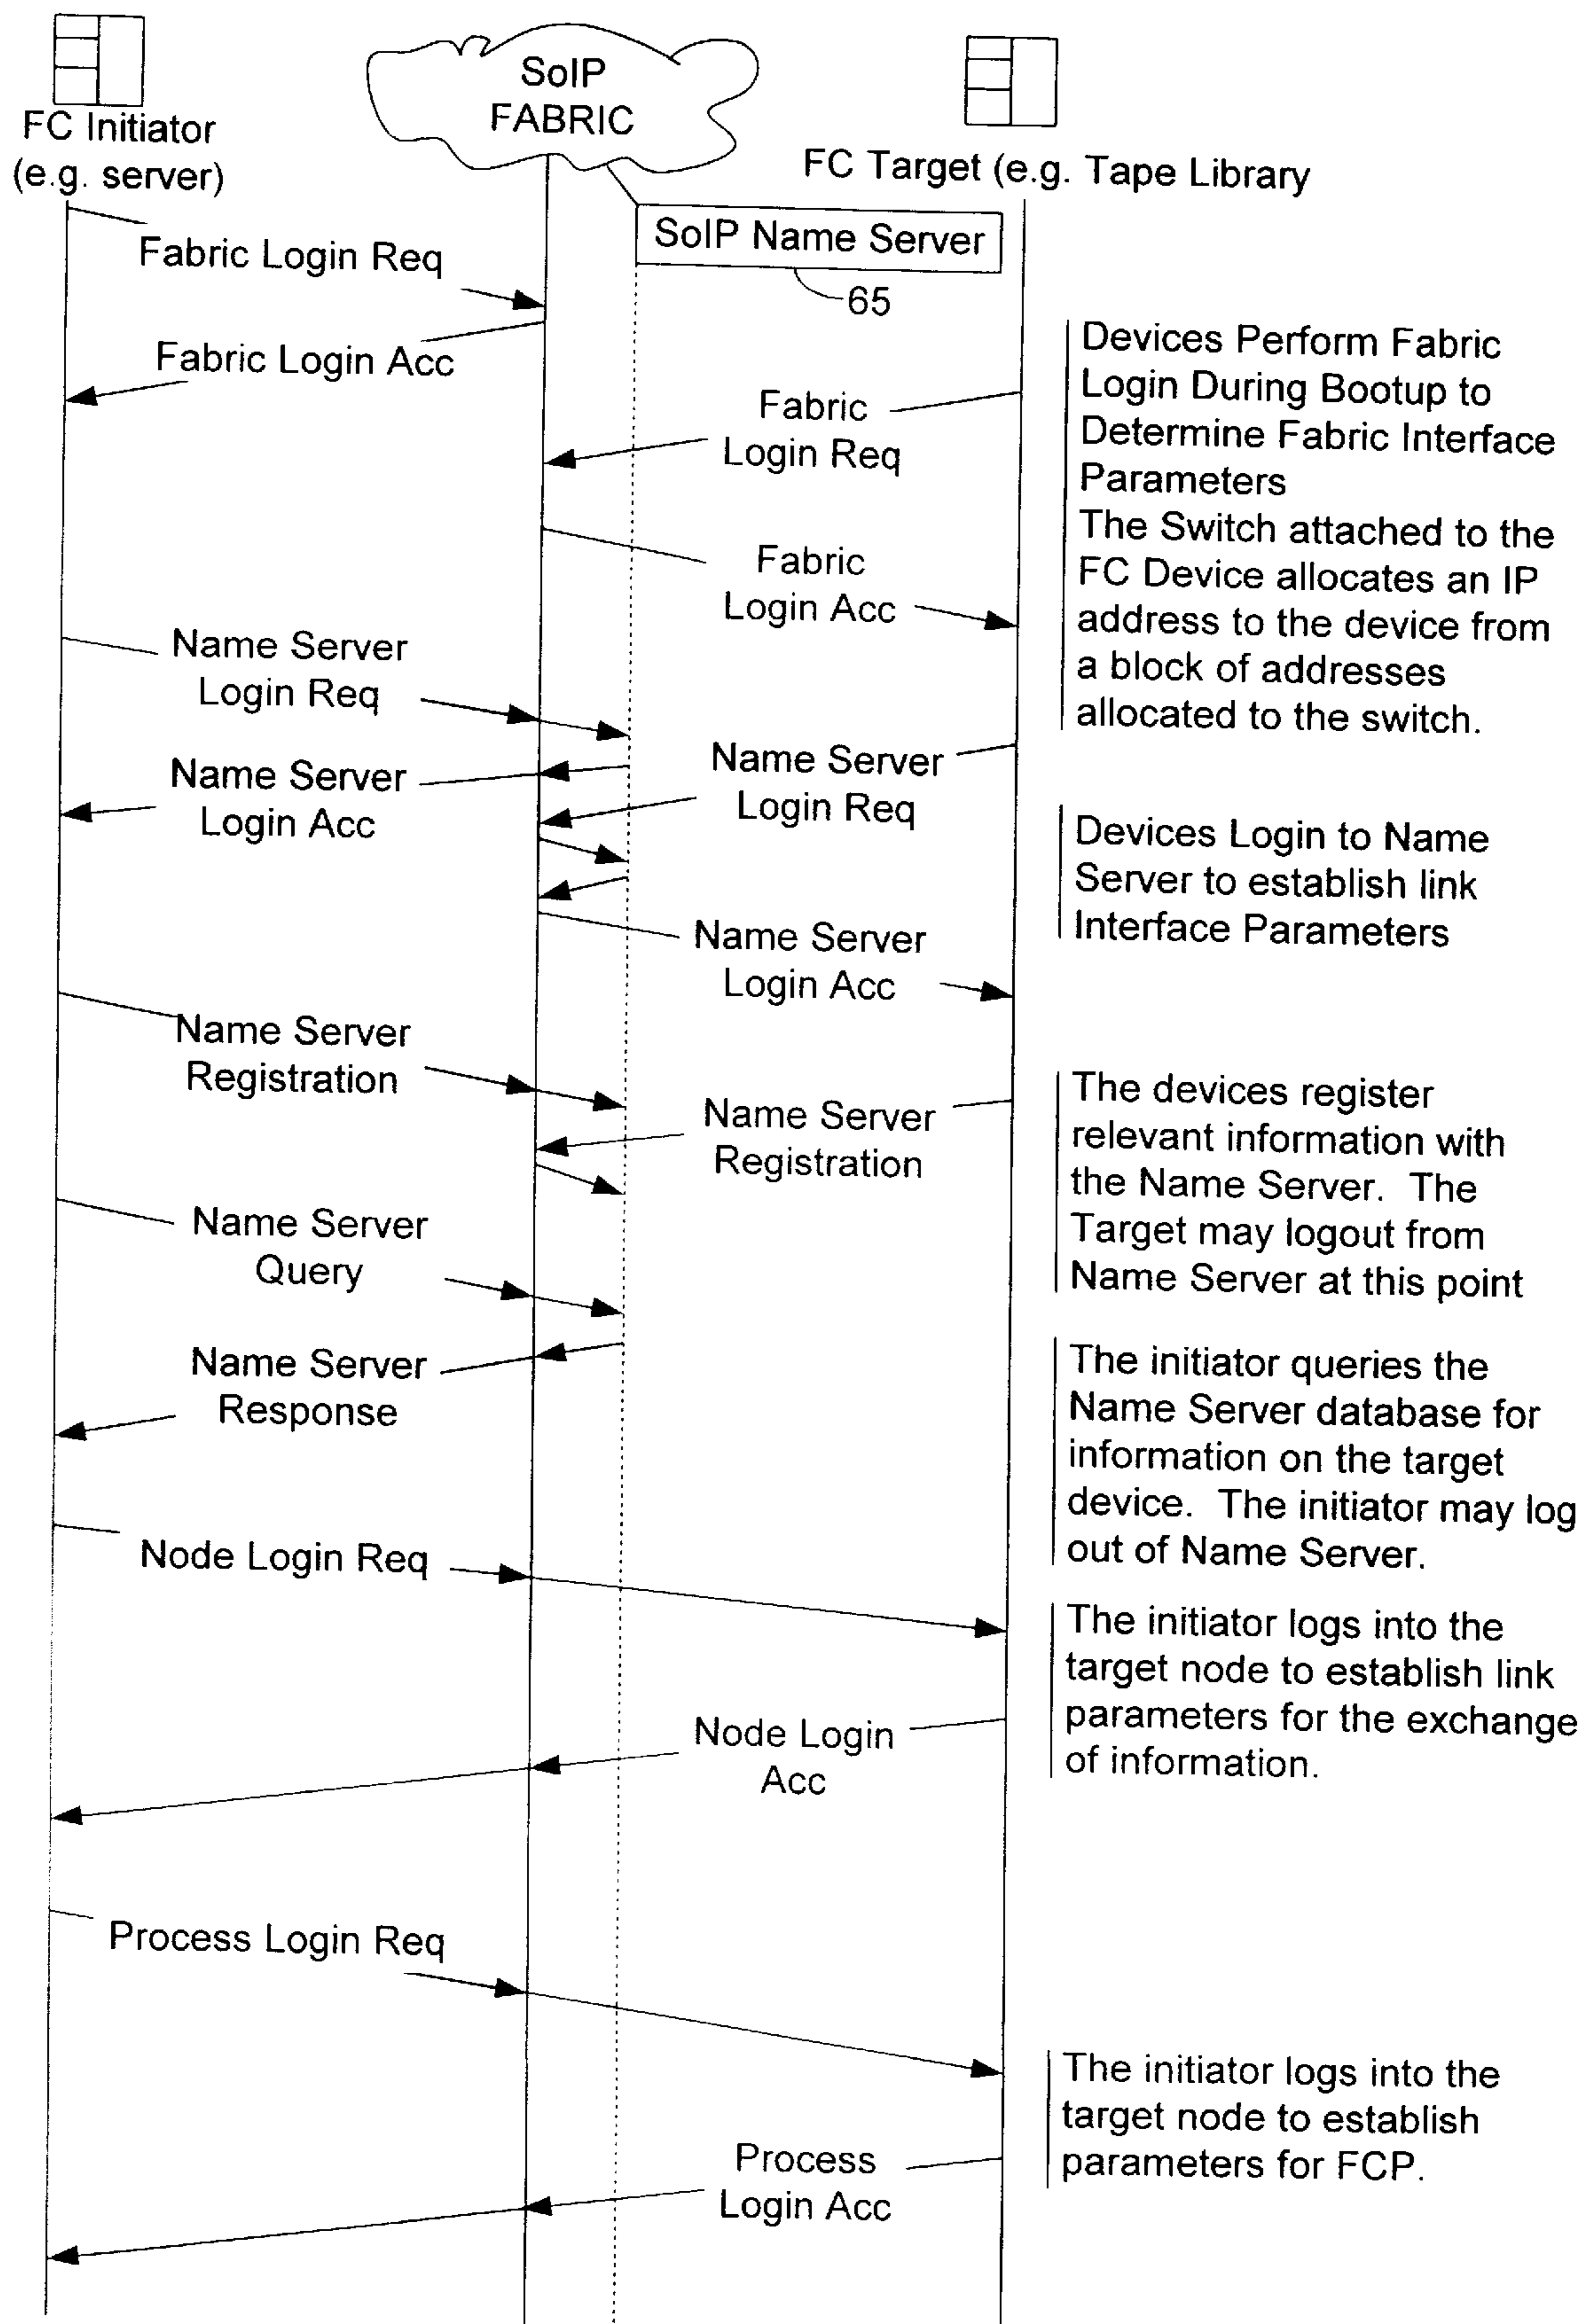 FC Initiator
(e.g. server)
SoIP
FABRIC
FC Target (e.g. Tape Library
SoIP Name Server
65
Fabric Login Req
Fabric Login Acc
Fabric
Login Req
Fabric
Login Acc
Devices Perform Fabric
Login During Bootup to
Determine Fabric Interface
Parameters
The Switch attached to the
FC Device allocates an IP
address to the device from
a block of addresses
allocated to the switch.
Name Server
Login Req
Name Server
Login Acc
Name Server
Login Req
Name Server
Login Acc
Devices Login to Name
Server to establish link
Interface Parameters
Name Server
Registration
Name Server
Registration
The devices register
relevant information with
the Name Server. The
Target may logout from
Name Server at this point
Name Server
Query
Name Server
Response
The initiator queries the
Name Server database for
information on the target
device. The initiator may log
out of Name Server.
Node Login Req
Node Login
Acc
The initiator logs into the
target node to establish link
parameters for the exchange
of information.
Process Login Req
Process
Login Acc
The initiator logs into the
target node to establish
parameters for FCP.